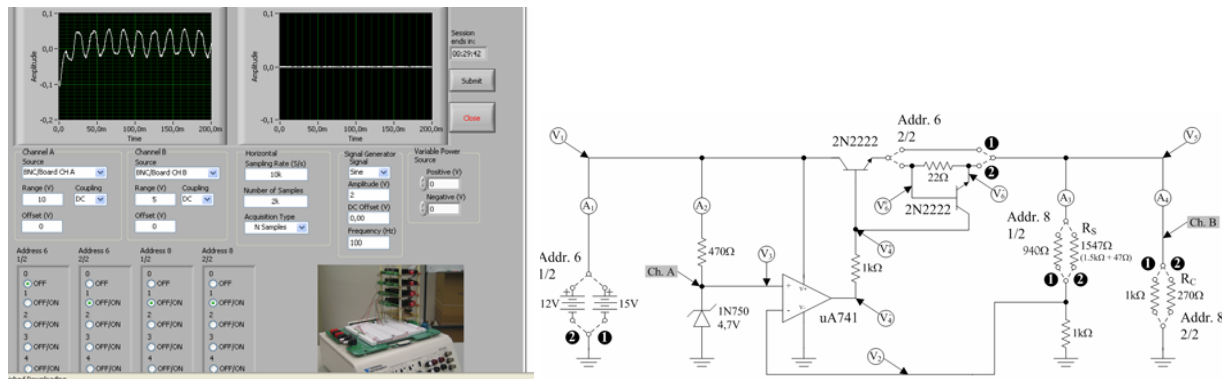 0,1
0,0
-0,1
-0,2
Amplitude
0,0 50,0m 100,0m 150,0m 200,0m
Time
0,1
0,0
-0,1
Amplitude
0,0 50,0m 100,0m 150,0m 200,0m
Time
Session
ends in:
00:29:42
Submit
Close
Channel A
Source
BNC/Board CH A
Range (V) Coupling
10 DC
Offset (V)
0
Channel B
Source
BNC/Board CH B
Range (V) Coupling
5 DC
Offset (V)
0
Horizontal
Sampling Rate (S/s)
10k
Number of Samples
2k
Acquisition Type
N Samples
Signal Generator
Signal
Sine
Amplitude (V)
2
DC Offset (V)
0,00
Frequency (Hz)
100
Variable Power
Source
Positive (V)
0
Negative (V)
0
Address 6
1/2
0
OFF
1
OFF/ON
2
OFF/ON
3
OFF/ON
4
OFF/ON
Address 6
2/2
0
OFF
1
OFF/ON
2
OFF/ON
3
OFF/ON
4
OFF/ON
Address 8
1/2
0
OFF
1
OFF/ON
2
OFF/ON
3
OFF/ON
4
OFF/ON
Address 8
2/2
0
OFF
1
OFF/ON
2
OFF/ON
3
OFF/ON
4
OFF/ON
V1
A1
Addr. 6
1/2
12V 15V
2 1
A2
470Ω
Ch. A
V3
1N750
4,7V
+
-
V+
V-
uA741
2N2222
Addr. 6
2/2
1
2
22Ω
2N2222
V6'
V6''
V4''
1kΩ
V4'
V2
V5
A3
Addr. 8
1/2
940Ω
RS
1547Ω
(1.5kΩ + 47Ω)
1 2
1kΩ
A4
Ch. B
1 2
1kΩ
RC
270Ω
Addr. 8
2/2